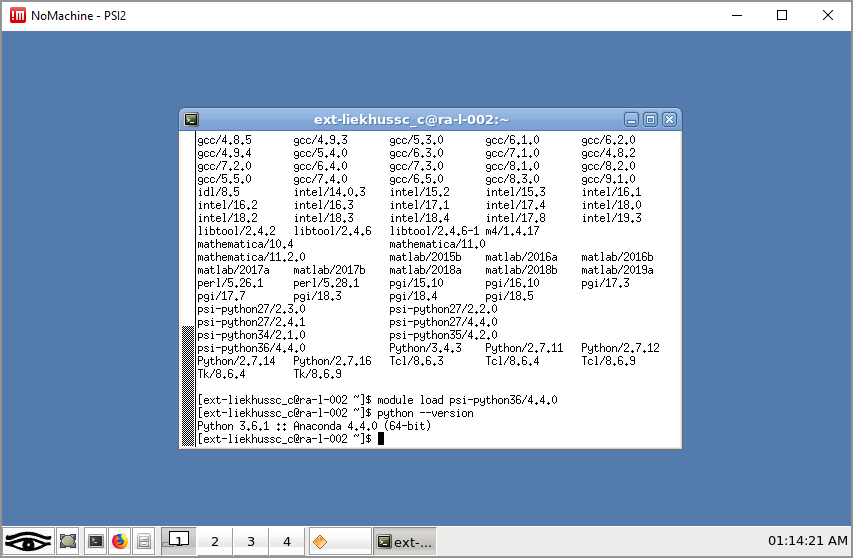 NoMachine - PSI2
ext-liekhussc_c@ra-l-002:~
gcc/4.8.5 gcc/4.9.3 gcc/5.3.0 gcc/6.1.0 gcc/6.2.0
gcc/4.9.4 gcc/5.4.0 gcc/6.3.0 gcc/7.1.0 gcc/4.8.2
gcc/7.2.0 gcc/6.4.0 gcc/7.3.0 gcc/8.1.0 gcc/8.2.0
gcc/5.5.0 gcc/7.4.0 gcc/6.5.0 gcc/8.3.0 gcc/9.1.0
idl/8.5 intel/14.0.3 intel/15.2 intel/15.3 intel/16.1
intel/16.2 intel/16.3 intel/17.1 intel/17.4 intel/18.0
intel/18.2 intel/18.3 intel/18.4 intel/17.8 intel/19.3
libtool/2.4.2 libtool/2.4.6 libtool/2.4.6-1 m4/1.4.17
mathematica/10.4 mathematica/11.0
mathematica/11.2.0 matlab/2015b matlab/2016a matlab/2016b
matlab/2017a matlab/2017b matlab/2018a matlab/2018b matlab/2019a
perl/5.26.1 perl/5.28.1 pgi/15.10 pgi/16.10 pgi/17.3
pgi/17.7 pgi/18.3 pgi/18.4 pgi/18.5
psi-python27/2.3.0 psi-python27/2.2.0
psi-python27/2.4.1 psi-python27/4.4.0
psi-python34/2.1.0 psi-python35/4.2.0
psi-python36/4.4.0 Python/3.4.3 Python/2.7.11 Python/2.7.12
Python/2.7.14 Python/2.7.16 Tcl/8.6.3 Tcl/8.6.4 Tcl/8.6.9
Tk/8.6.4 Tk/8.6.9
[ext-liekhussc_c@ra-l-002 ~]$ module load psi-python36/4.4.0
[ext-liekhussc_c@ra-l-002 ~]$ python --version
Python 3.6.1 :: Anaconda 4.4.0 (64-bit)
[ext-liekhussc_c@ra-l-002 ~]$
1 2 3 4 ext-... 01:14:21 AM